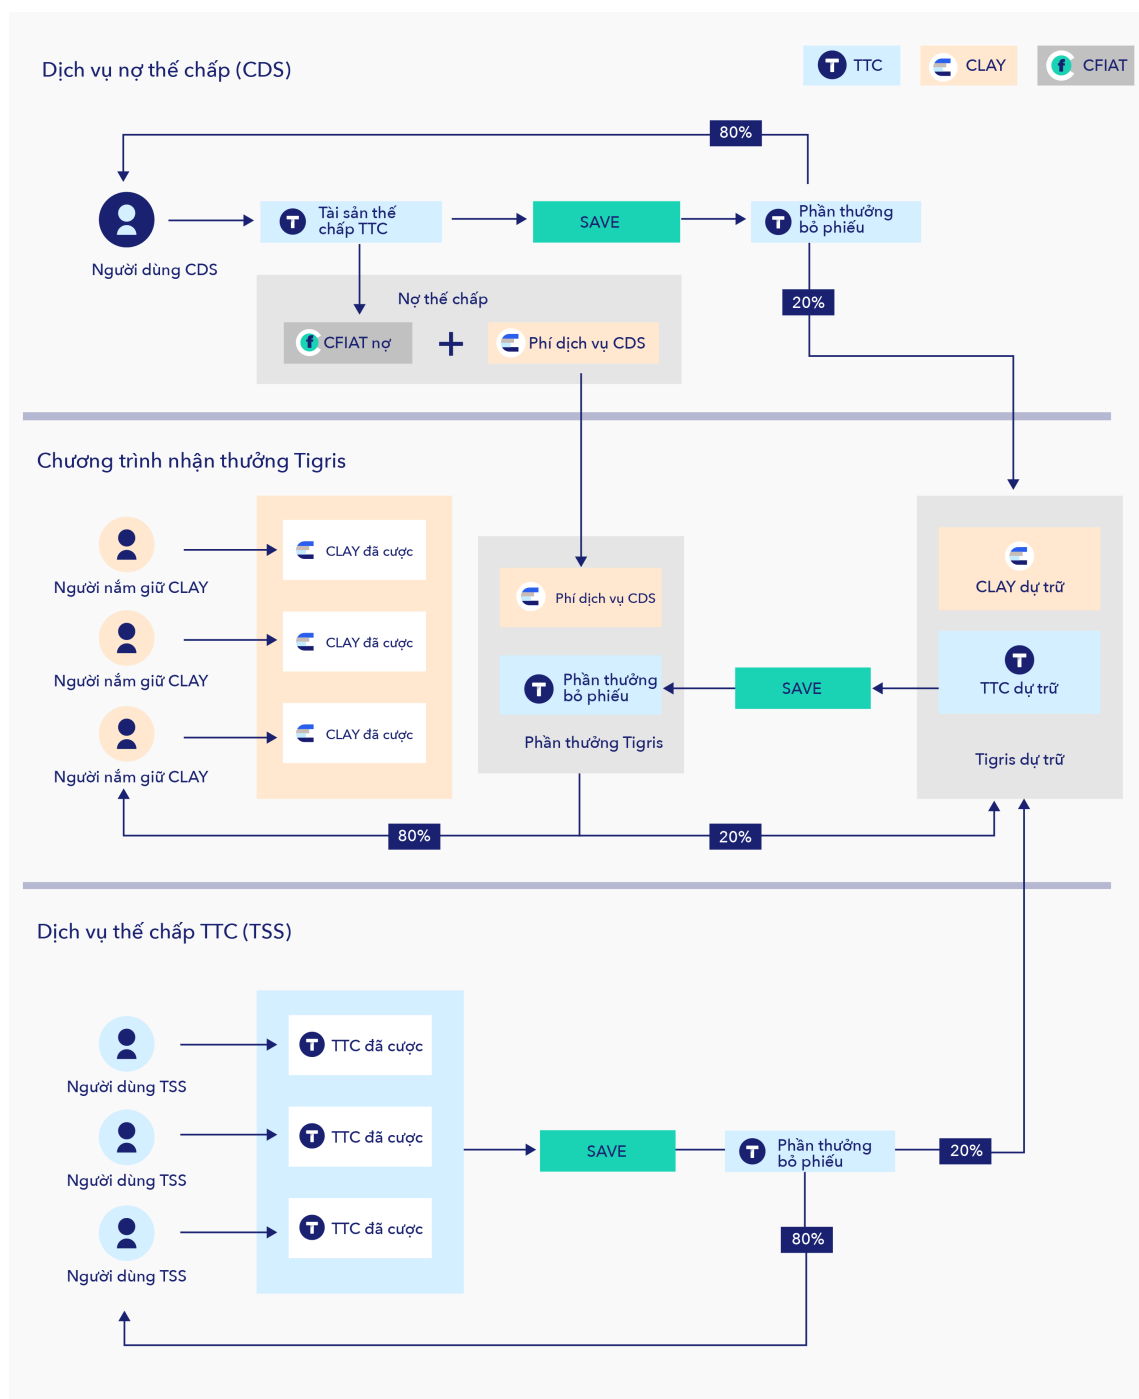 Dịch vụ nợ thế chấp (CDS)
TTC
CLAY
CFIAT
80%
Tài sản thế
chấp TTC
SAVE
Phần thưởng
bỏ phiếu
Người dùng CDS
20%
Nợ thế chấp
CFIAT nợ
+
Phí dịch vụ CDS
Chương trình nhận thưởng Tigris
CLAY đã cược
Người nắm giữ CLAY
CLAY đã cược
Người nắm giữ CLAY
CLAY đã cược
Người nắm giữ CLAY
Phí dịch vụ CDS
Phần thưởng
bỏ phiếu
Phần thưởng Tigris
SAVE
CLAY dự trữ
TTC dự trữ
Tigris dự trữ
80%
20%
Dịch vụ thế chấp TTC (TSS)
TTC đã cược
Người dùng TSS
TTC đã cược
Người dùng TSS
TTC đã cược
Người dùng TSS
SAVE
Phần thưởng
bỏ phiếu
20%
80%